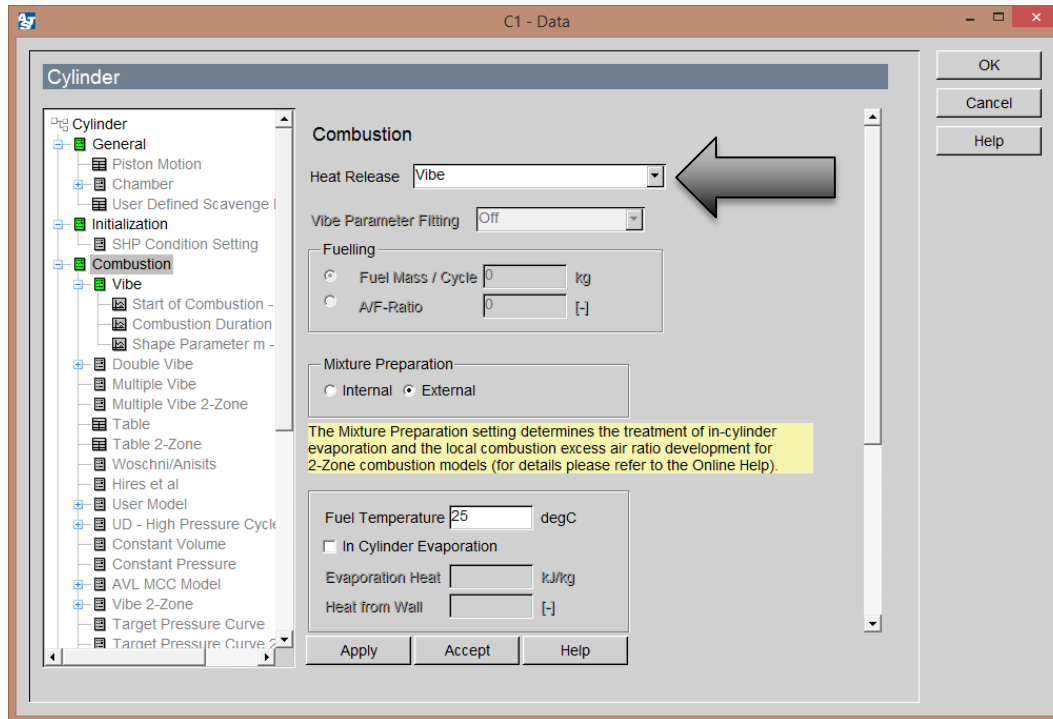 C1 - Data
Cylinder
OK
Cancel
Help
Cylinder
General
Piston Motion
Chamber
User Defined Scavenge
Initialization
SHP Condition Setting
Combustion
Vibe
Start of Combustion -
Combustion Duration
Shape Parameter m -
Double Vibe
Multiple Vibe
Multiple Vibe 2-Zone
Table
Table 2-Zone
Woschni/Anisits
Hires et al
User Model
UD - High Pressure Cycle
Constant Volume
Constant Pressure
AVL MCC Model
Vibe 2-Zone
Target Pressure Curve
Target Pressure Curve 2
Combustion
Heat Release Vibe
Vibe Parameter Fitting Off
Fuelling
Fuel Mass / Cycle 0 kg
A/F-Ratio 0 [-]
Mixture Preparation
Internal External
The Mixture Preparation setting determines the treatment of in-cylinder
evaporation and the local combustion excess air ratio development for
2-Zone combustion models (for details please refer to the Online Help).
Fuel Temperature 25 degC
In Cylinder Evaporation
Evaporation Heat kJ/kg
Heat from Wall [-]
Apply Accept Help